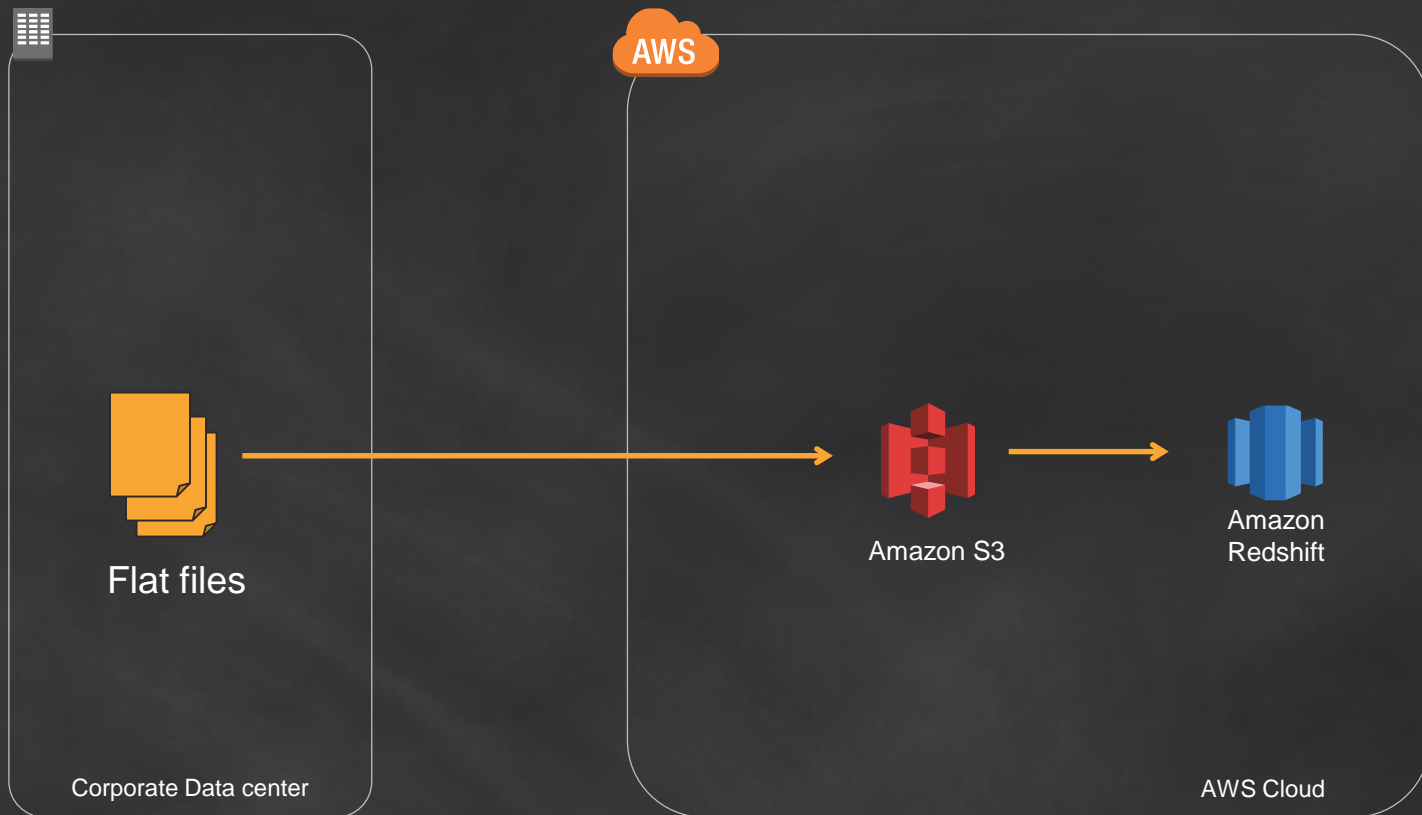 AWS
Flat files
Amazon S3
Amazon
Redshift
Corporate Data center
AWS Cloud